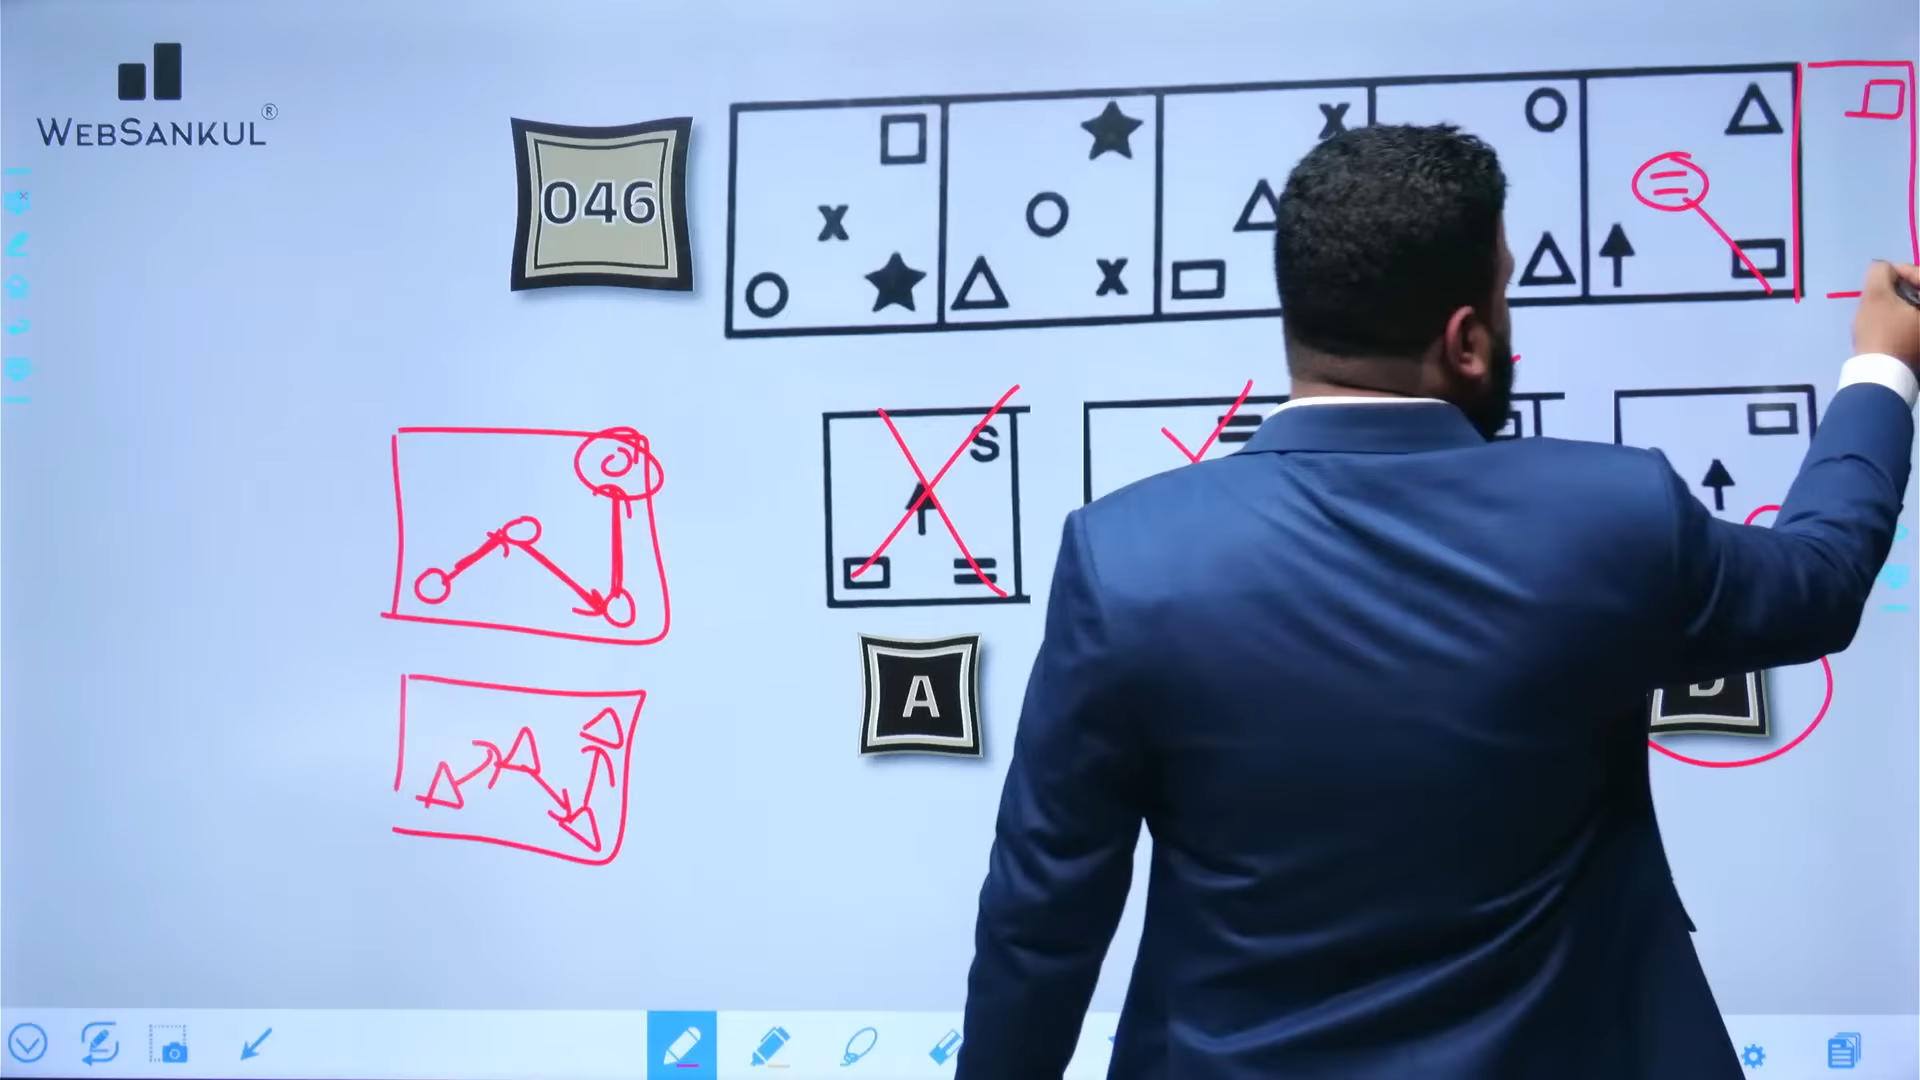 WEBSANKUL®
046
X
X
X
=
S
=
=
A